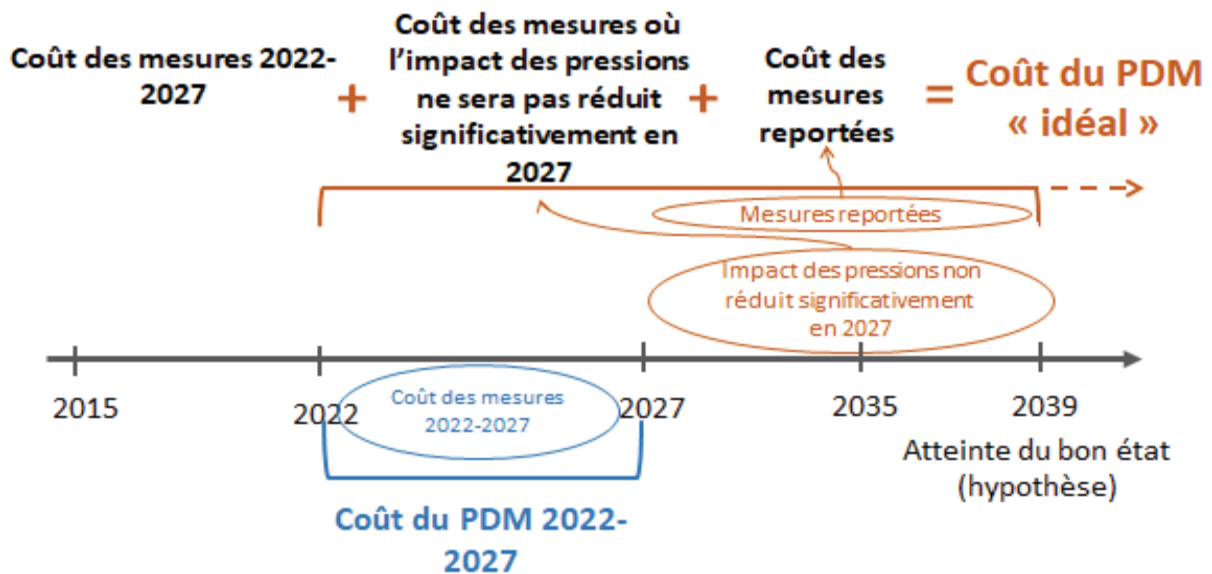 Coût des mesures 2022-
2027
+
Coût des mesures où
l'impact des pressions
ne sera pas réduit
significativement en
2027
+
Coût des
mesures
reportées
=
Coût du PDM
« idéal »
Mesures reportées
Impact des pressions non
réduit significativement
en 2027
2015
2022
Coût des mesures
2022-2027
2027
2035
2039
Atteinte du bon état
(hypothèse)
Coût du PDM 2022-
2027